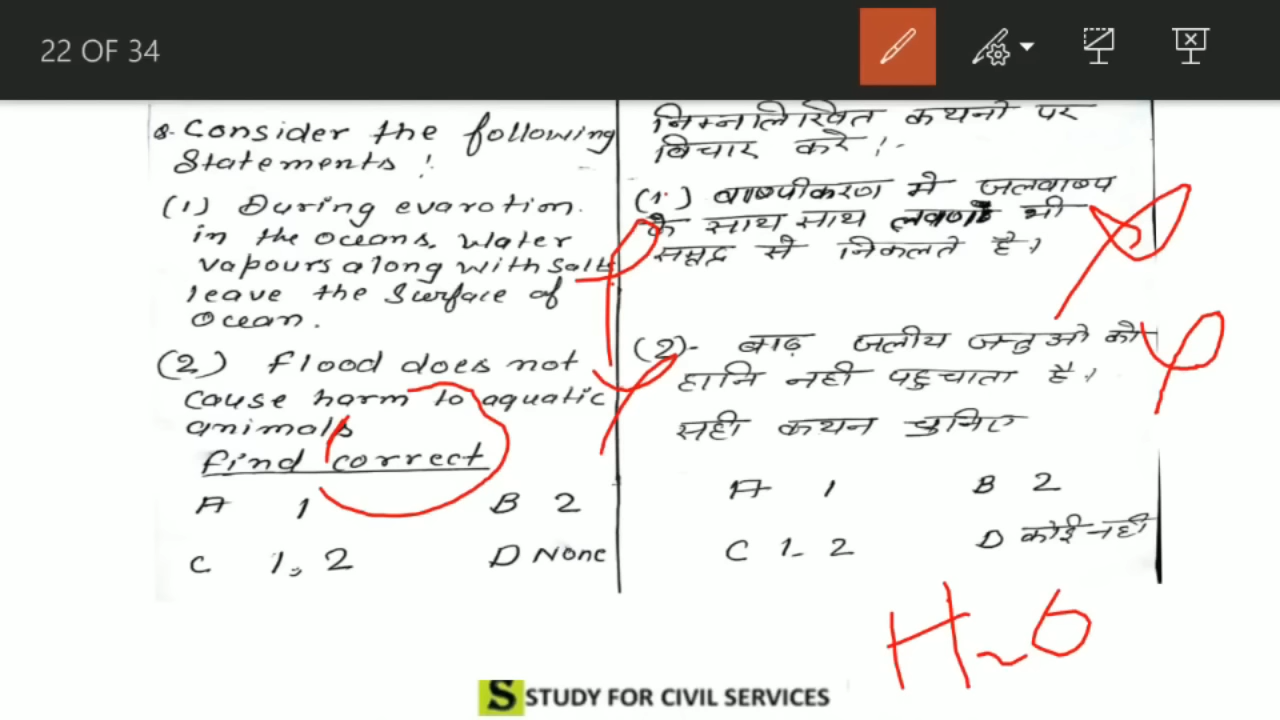 22 OF 34
Q. Consider the following
Statements!
(1) During evarotion
in the oceans, water
vapours along with salts
leave the surface of
Ocean.
(2) flood does not
cause harm to aquatic
animals
find correct
A 1 B 2
C 1, 2 D None
निम्नलिखित कथनो पर
विचार करे!-
(1) बाष्पीकरण मे जलवाष्प
के साथ साथ लवण भी
समुद्र से निकलते है।
(2)- बाढ़ जलीय जन्तुओ को
हानि नही पहुचाता है।
सही कथन चुनिए
A 1 B 2
C 1- 2 D कोई नही
H2O
S STUDY FOR CIVIL SERVICES